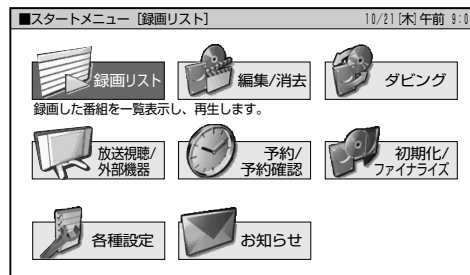 ■スタートメニュー [録画リスト] 10/21[木]午前 9:0
録画リスト 編集/消去 ダビング
録画した番組を一覧表示し、再生します。
放送視聴/
外部機器
予約/
予約確認
初期化/
ファイナライズ
各種設定 お知らせ